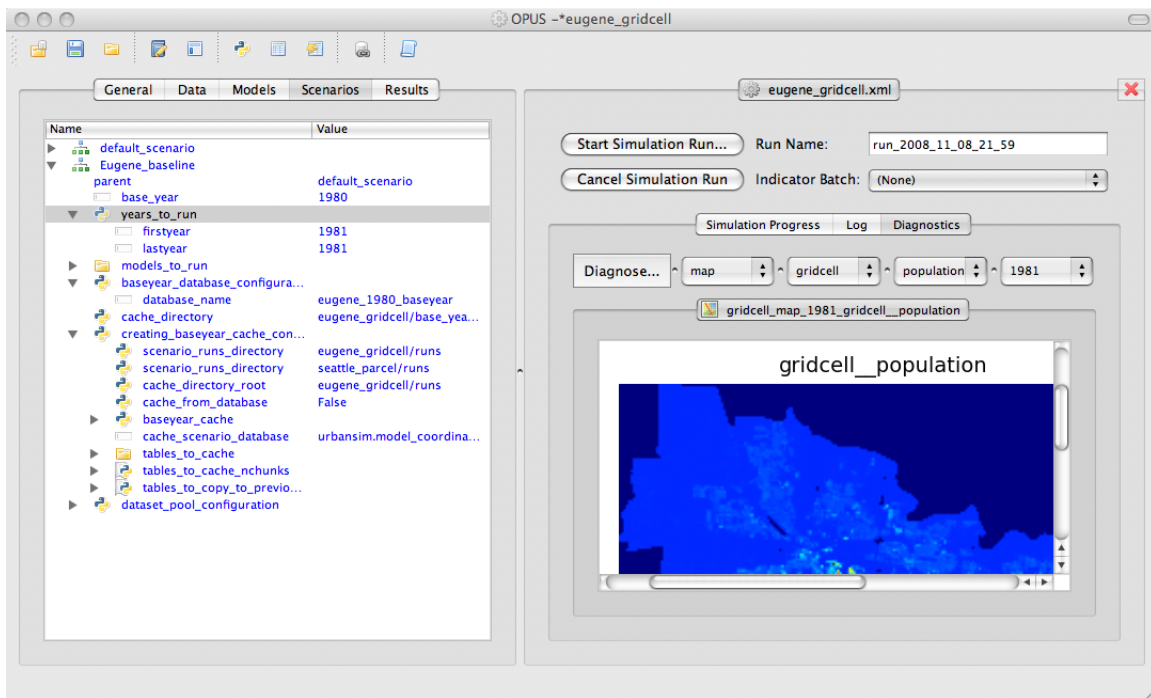 OPUS -*eugene_gridcell
General Data Models Scenarios Results
Name Value
default_scenario
Eugene_baseline
parent default_scenario
base_year 1980
years_to_run
firstyear 1981
lastyear 1981
models_to_run
baseyear_database_configura...
database_name eugene_1980_baseyear
cache_directory eugene_gridcell/base_yea...
creating_baseyear_cache_con...
scenario_runs_directory eugene_gridcell/runs
scenario_runs_directory seattle_parcel/runs
cache_directory_root eugene_gridcell/runs
cache_from_database False
baseyear_cache
cache_scenario_database urbansim.model_coordina...
tables_to_cache
tables_to_cache_nchunks
tables_to_copy_to_previo...
dataset_pool_configuration
eugene_gridcell.xml
Start Simulation Run... Run Name: run_2008_11_08_21_59
Cancel Simulation Run Indicator Batch: (None)
Simulation Progress Log Diagnostics
Diagnose... map gridcell population 1981
gridcell_map_1981_gridcell__population
gridcell__population